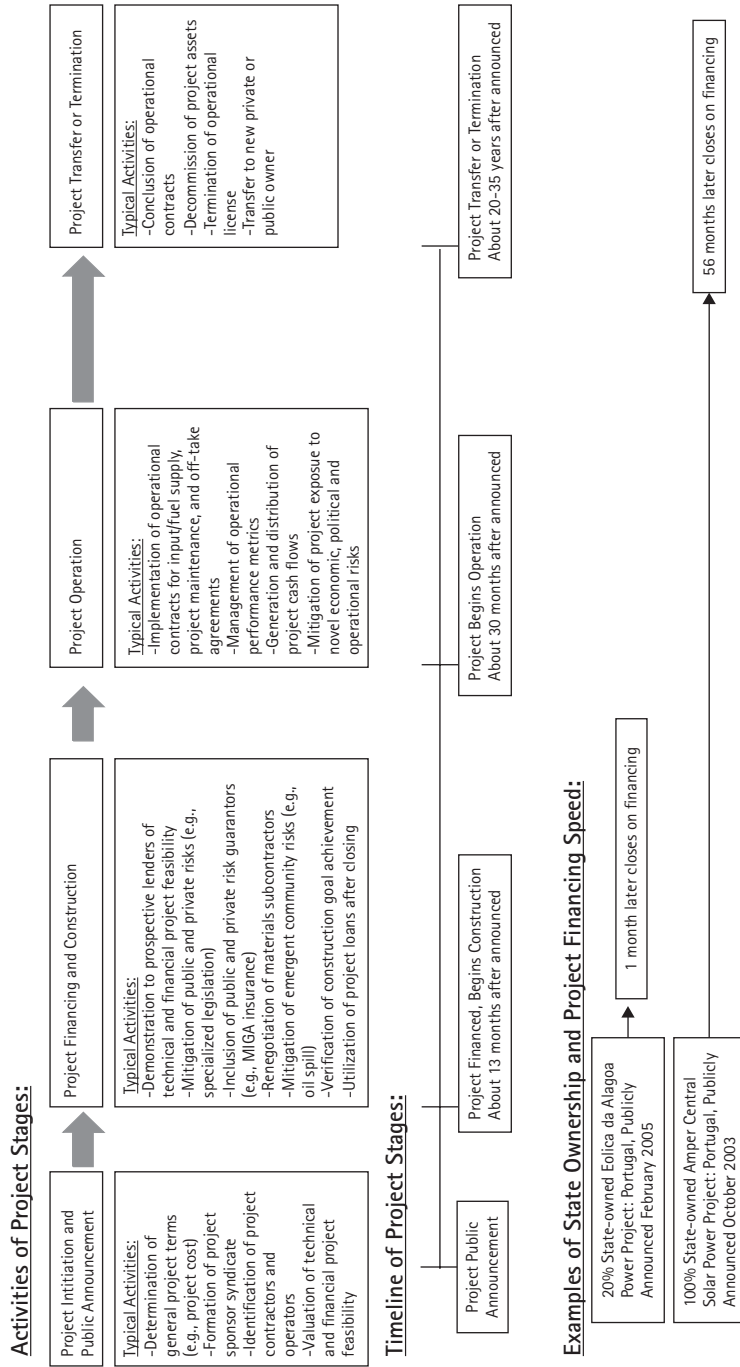 Activities of Project Stages:
Project Intitiation and
Public Announcement
Typical Activities:
-Determination of
general project terms
(e.g., project cost)
-Formation of project
sponsor syndicate
-Identification of project
contractors and
operators
-Valuation of technical
and financial project
feasibility
Project Financing and Construction
Typical Activities:
-Demonstration to prospective lenders of
technical and financial project feasibility
-Mitigation of public and private risks (e.g.,
specialized legislation)
-Inclusion of public and private risk guarantors
(e.g., MIGA insurance)
-Renegotiation of materials subcontractors
-Mitigation of emergent community risks (e.g.,
oil spill)
-Verification of construction goal achievement
-Utilization of project loans after closing
Project Operation
Typical Activities:
-Implementation of operational
contracts for input/fuel supply,
project maintenance, and off-take
agreements
-Management of operational
performance metrics
-Generation and distribution of
project cash flows
-Mitigation of project exposure to
novel economic, political and
operational risks
Project Transfer or Termination
Typical Activities:
-Conclusion of operational
contracts
-Decommission of project assets
-Termination of operational
license
-Transfer to new private or
public owner
Timeline of Project Stages:
Project Public
Announcement
Project Financed, Begins Construction
About 13 months after announced
Project Begins Operation
About 30 months after announced
Project Transfer or Termination
About 20-35 years after announced
Examples of State Ownership and Project Financing Speed:
20% State-owned Eolica da Alagoa
Power Project: Portugal, Publicly
Announced February 2005
1 month later closes on financing
100% State-owned Amper Central
Solar Power Project: Portugal, Publicly
Announced October 2003
56 months later closes on financing